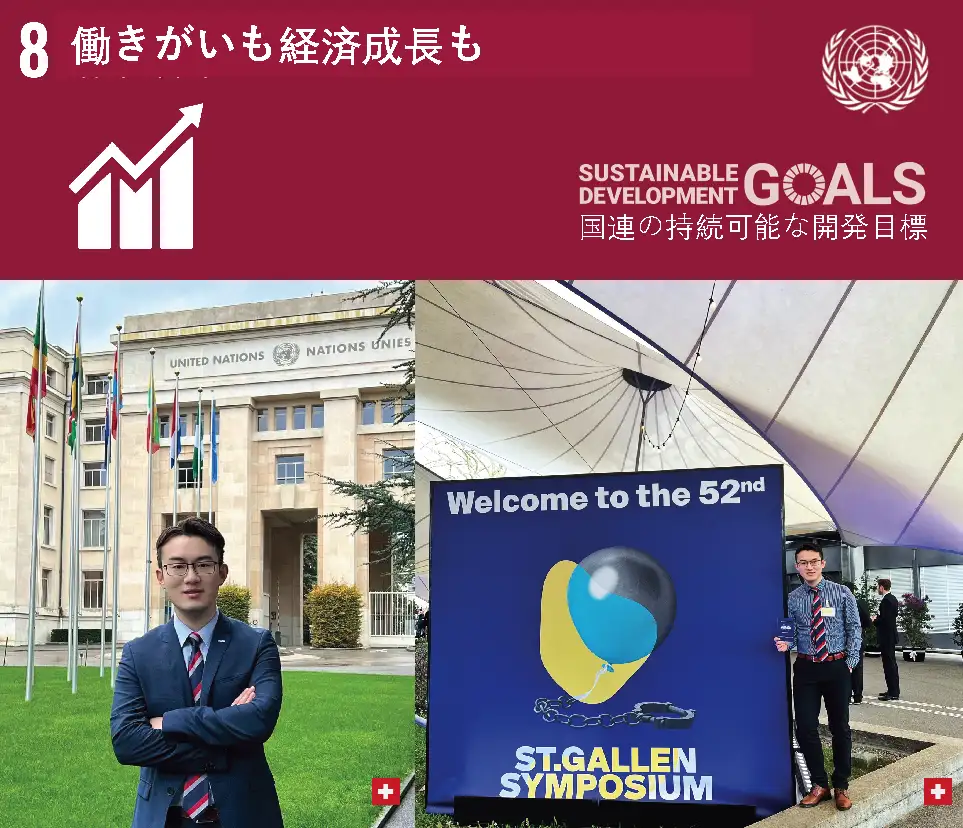 8 働きがいも経済成長も
SUSTAINABLE
DEVELOPMENT GOALS
国連の持続可能な開発目標
UNITED NATIONS NATIONS UNIES
Welcome to the 52nd
ST.GALLEN
SYMPOSIUM